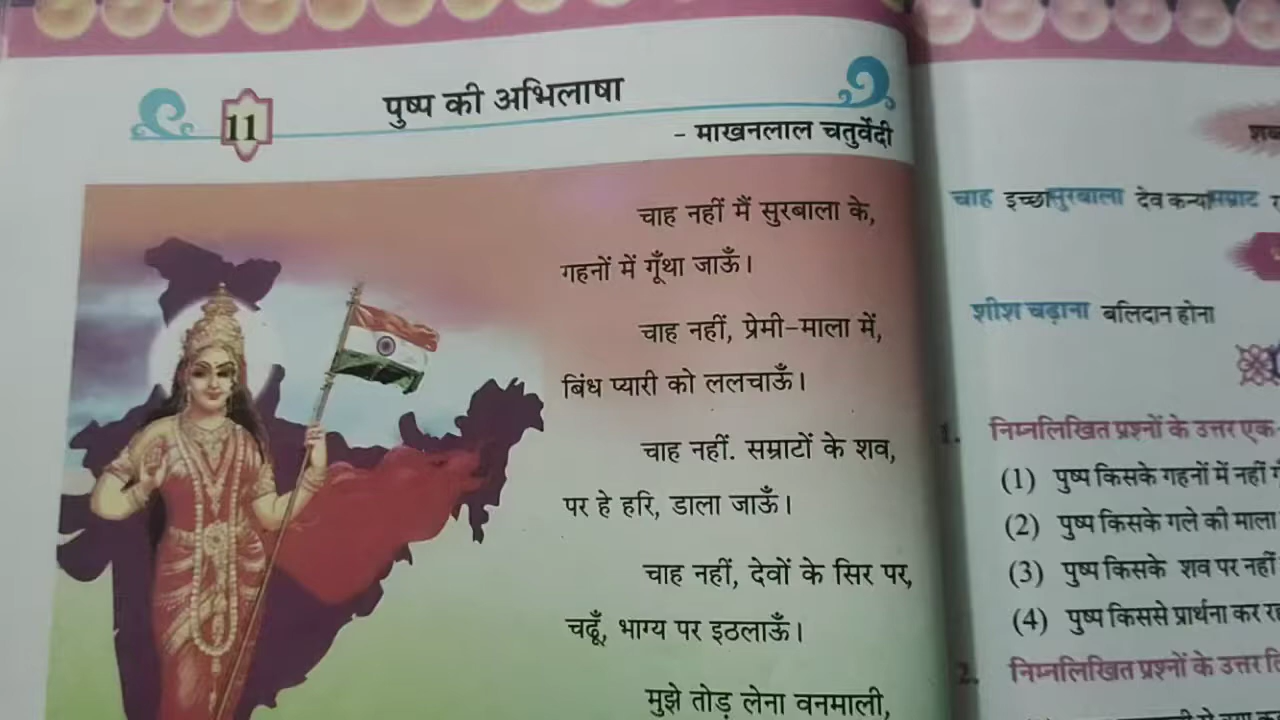 11
पुष्प की अभिलाषा
- माखनलाल चतुर्वेदी
चाह नहीं मैं सुरबाला के,
गहनों में गूँथा जाऊँ।
चाह नहीं, प्रेमी-माला में,
बिंध प्यारी को ललचाऊँ।
चाह नहीं. सम्राटों के शव,
पर हे हरि, डाला जाऊँ।
चाह नहीं, देवों के सिर पर,
चढ़ूँ, भाग्य पर इठलाऊँ।
मुझे तोड़ लेना वनमाली,
चाह इच्छा सुरबाला देव कन्या सम्राट
शीश चढ़ाना बलिदान होना
1. निम्नलिखित प्रश्नों के उत्तर एक
(1) पुष्प किसके गहनों में नहीं
(2) पुष्प किसके गले की माला
(3) पुष्प किसके शव पर नहीं
(4) पुष्प किससे प्रार्थना कर
2. निम्नलिखित प्रश्नों के उत्तर